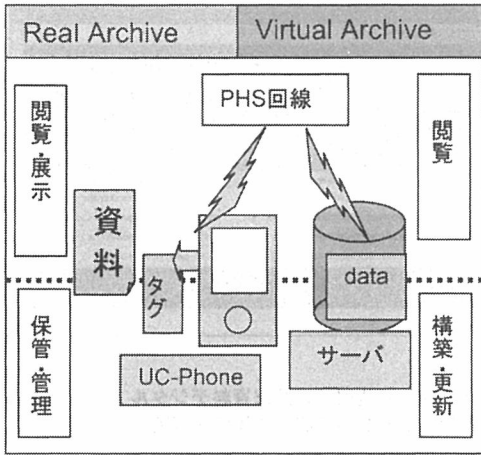 Real Archive
Virtual Archive
PHS回線
閲覧・展示
閲覧
資料
タグ
data
サーバ
保管・管理
構築・更新
UC-Phone